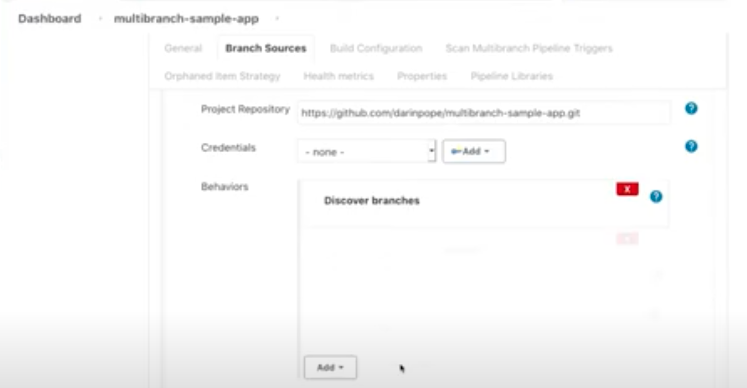 Dashboard multibranch-sample-app
General Branch Sources Build Configuration Scan Multibranch Pipeline Triggers
Orphaned Item Strategy Health metrics Properties Pipeline Libraries
Project Repository https://github.com/darinpope/multibranch-sample-app.git ?
Credentials - none - Add ?
Behaviors
X
Discover branches ?
Add